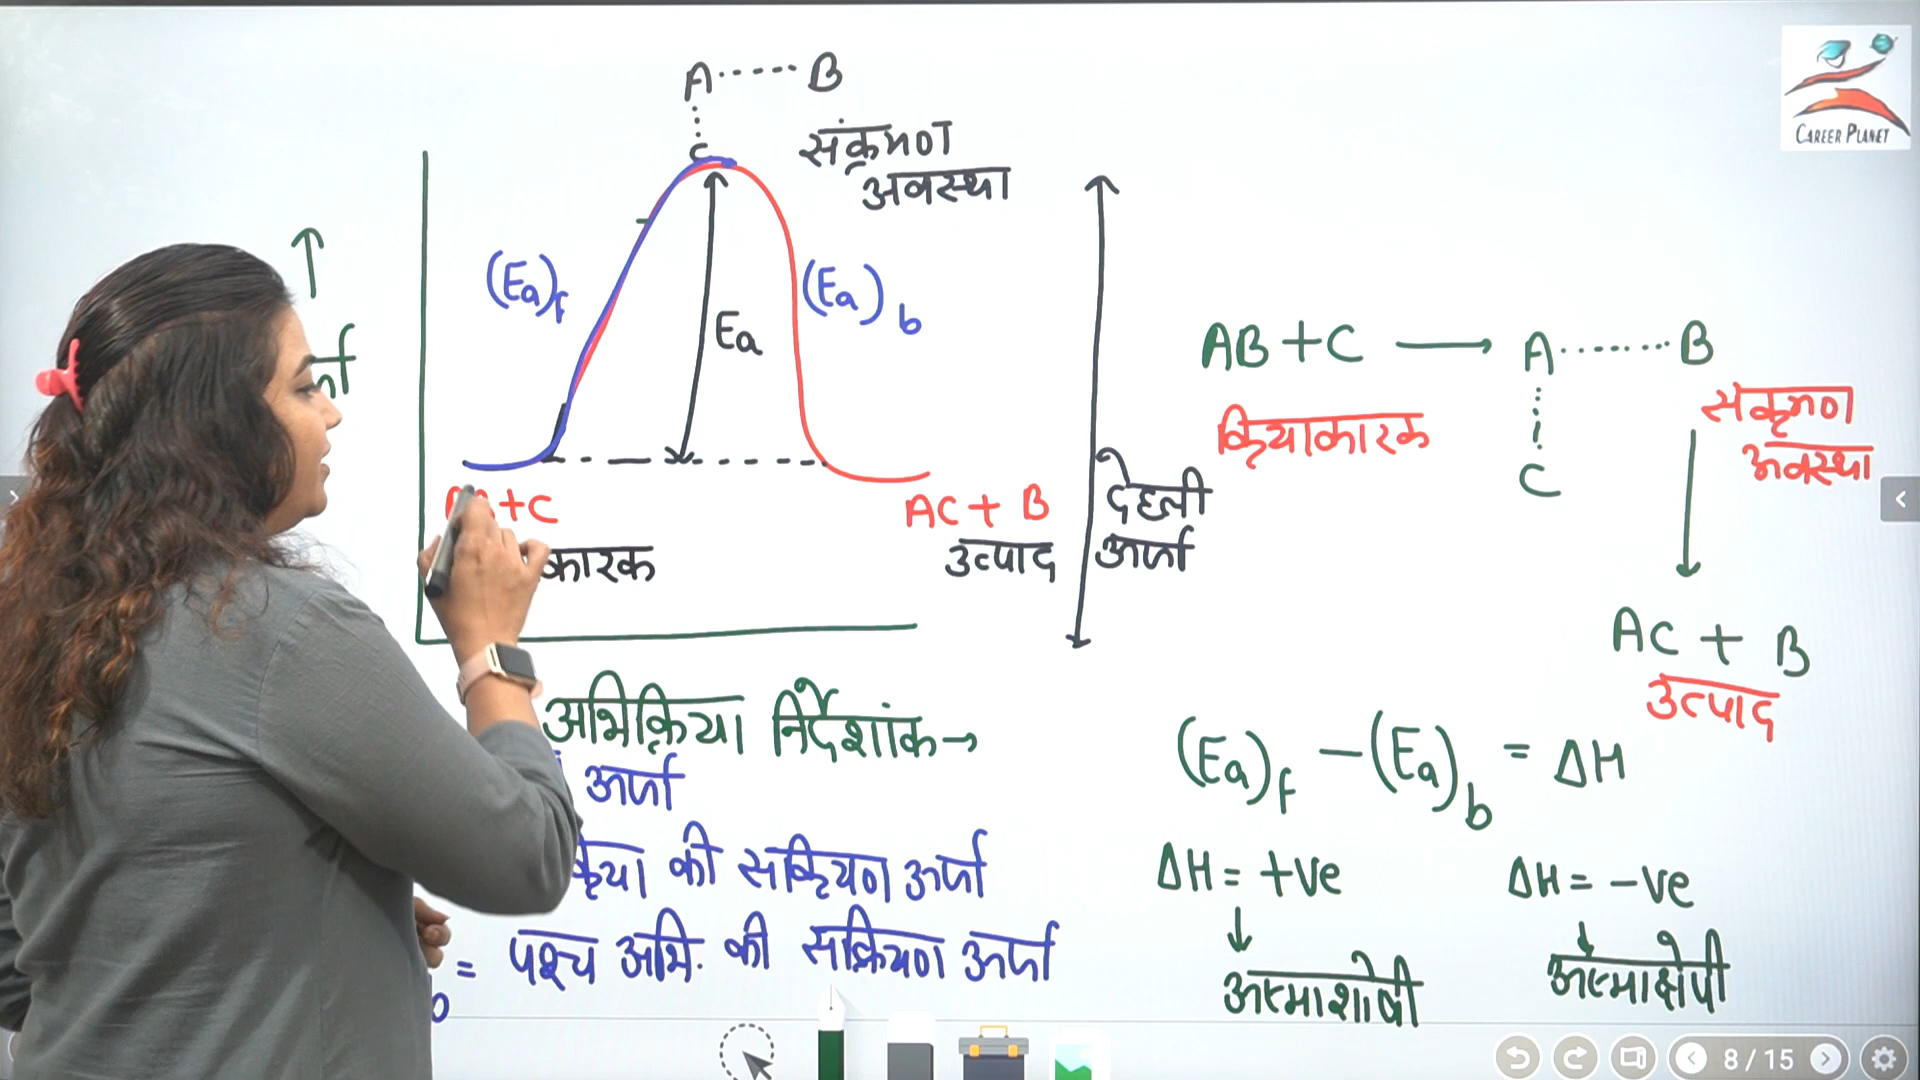 A ...... B
C
संक्रमण
अवस्था
(Ea)f
Ea
(Ea)b
+C
कारक
AC + B
उत्पाद
देहली
ऊर्जा
AB + C → A ........ B
C
क्रियाकारक
संक्रमण
अवस्था
AC + B
उत्पाद
अभिक्रिया निर्देशांक →
ऊर्जा
की सक्रियण ऊर्जा
= पश्च अभि. की सक्रियण ऊर्जा
(Ea)f - (Ea)b = ΔH
ΔH = +ve
↓
ऊष्माशोषी
ΔH = -ve
↓
ऊष्माक्षेपी
CAREER PLANET
8 / 15